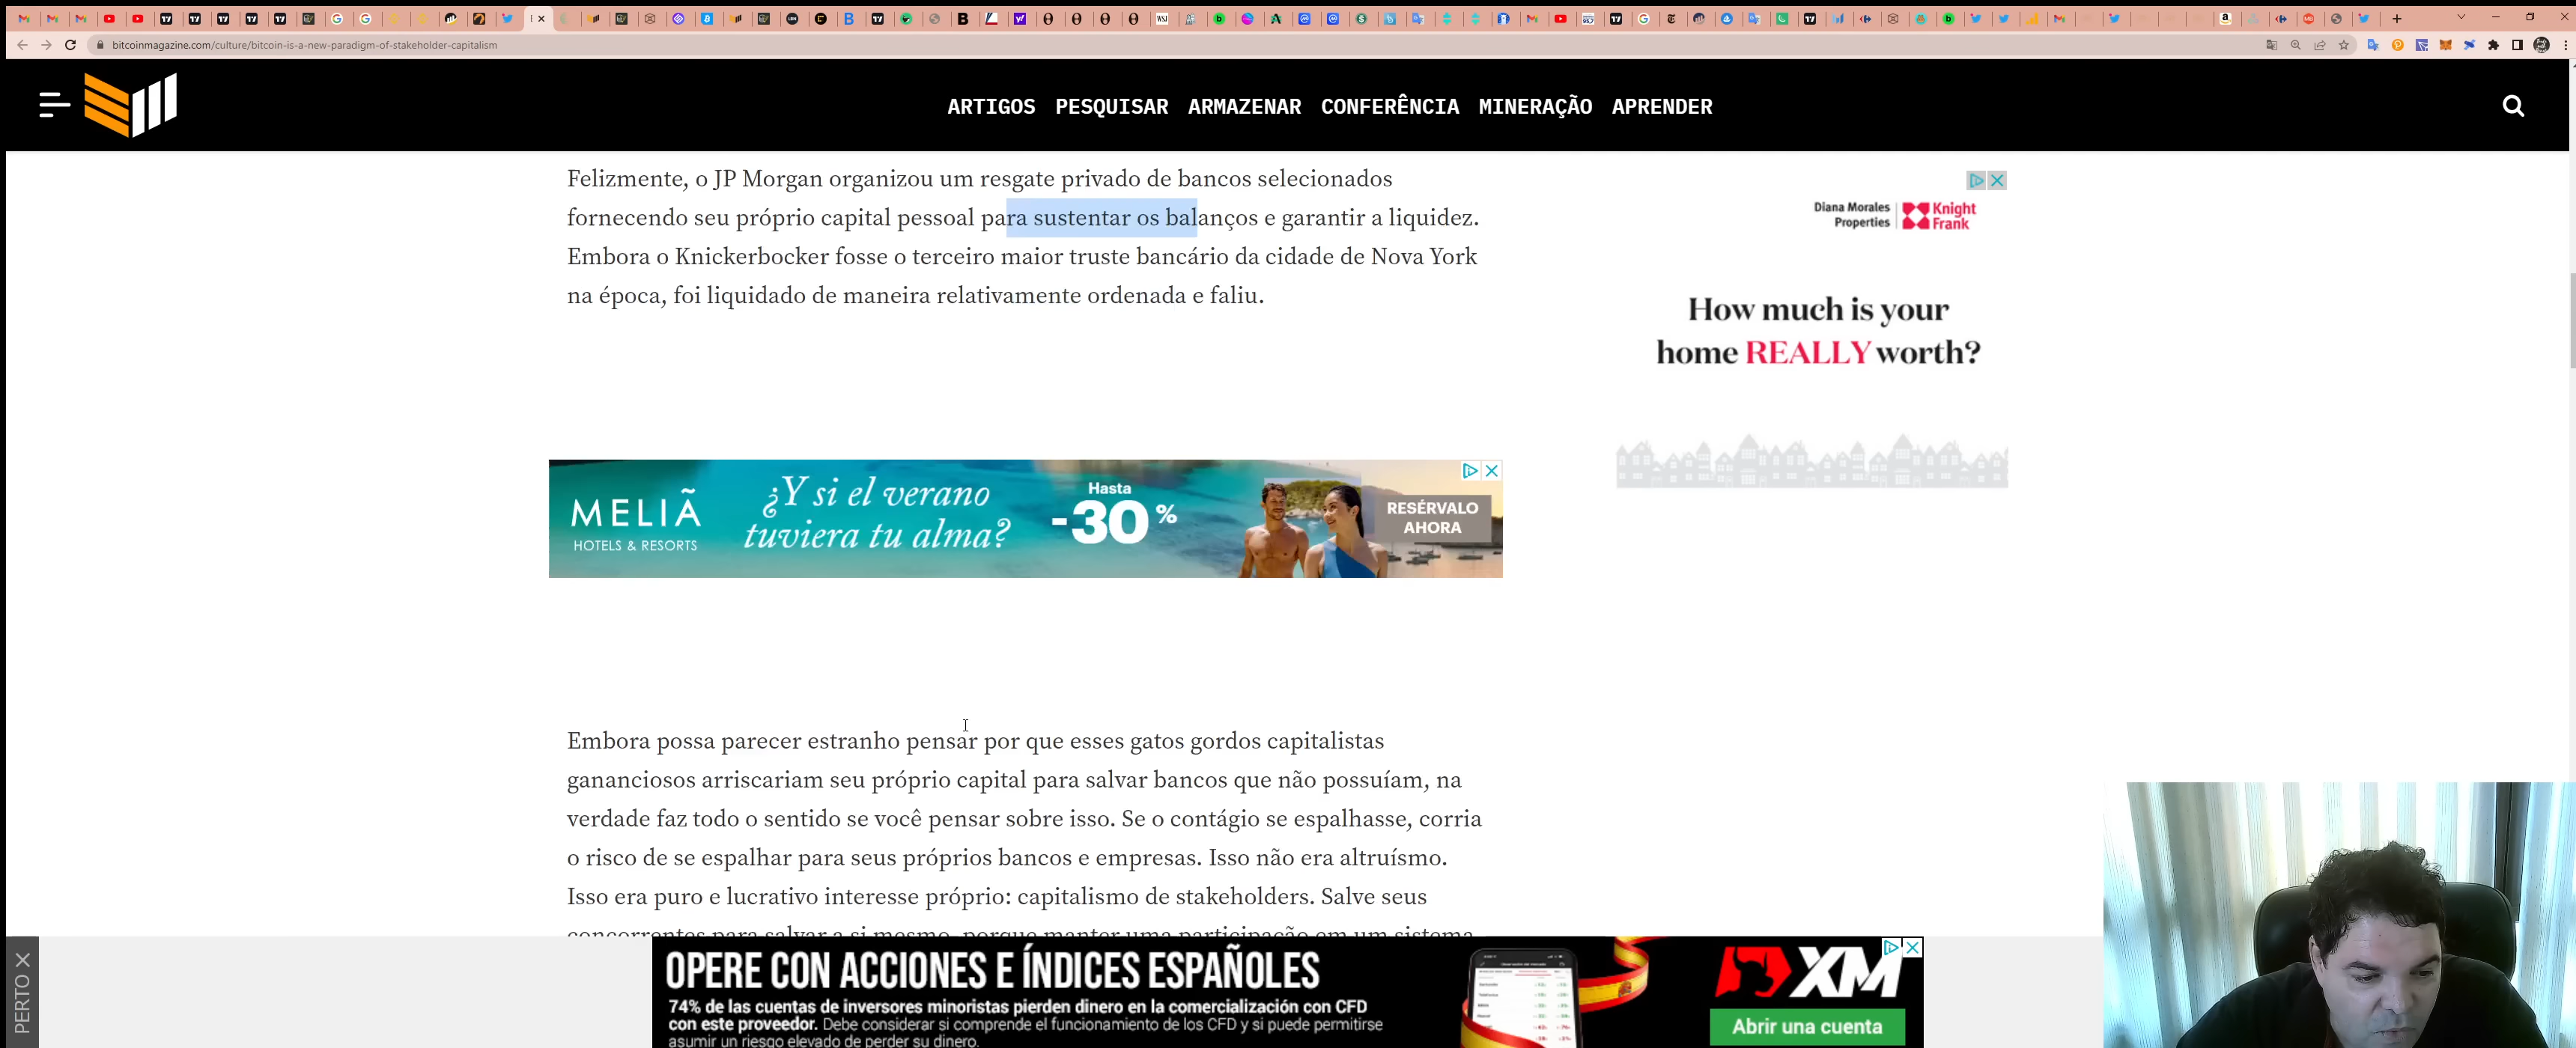 bitcoinmagazine.com/culture/bitcoin-is-a-new-paradigm-of-stakeholder-capitalism
ARTIGOS PESQUISAR ARMAZENAR CONFERÊNCIA MINERAÇÃO APRENDER
Felizmente, o JP Morgan organizou um resgate privado de bancos selecionados
fornecendo seu próprio capital pessoal para sustentar os balanços e garantir a liquidez.
Embora o Knickerbocker fosse o terceiro maior truste bancário da cidade de Nova York
na época, foi liquidado de maneira relativamente ordenada e faliu.
Diana Morales
Properties
Knight
Frank
How much is your
home REALLY worth?
MELIÃ
HOTELS & RESORTS
¿Y si el verano
tuviera tu alma?
Hasta
-30%
RESÉRVALO
AHORA
Embora possa parecer estranho pensar por que esses gatos gordos capitalistas
gananciosos arriscariam seu próprio capital para salvar bancos que não possuíam, na
verdade faz todo o sentido se você pensar sobre isso. Se o contágio se espalhasse, corria
o risco de se espalhar para seus próprios bancos e empresas. Isso não era altruísmo.
Isso era puro e lucrativo interesse próprio: capitalismo de stakeholders. Salve seus
concorrentes para salvar a si mesmo, porque manter uma participação em um sistema
PERTO X
OPERE CON ACCIONES E ÍNDICES ESPAÑOLES
74% de las cuentas de inversores minoristas pierden dinero en la comercialización con CFD
con este proveedor. Debe considerar si comprende el funcionamiento de los CFD y si puede permitirse
asumir un riesgo elevado de perder su dinero.
XM
Abrir una cuenta